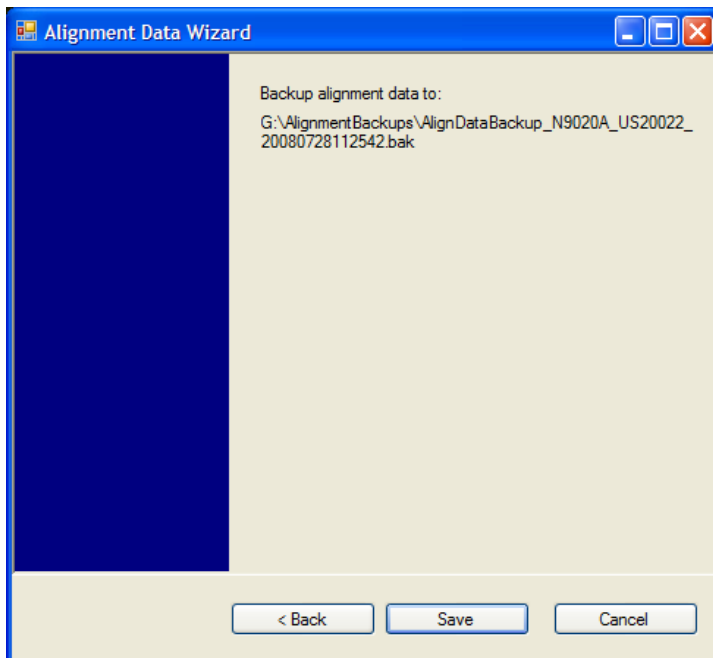 Alignment Data Wizard
Backup alignment data to:
G:\AlignmentBackups\AlignDataBackup_N9020A_US20022_
20080728112542.bak
< Back
Save
Cancel